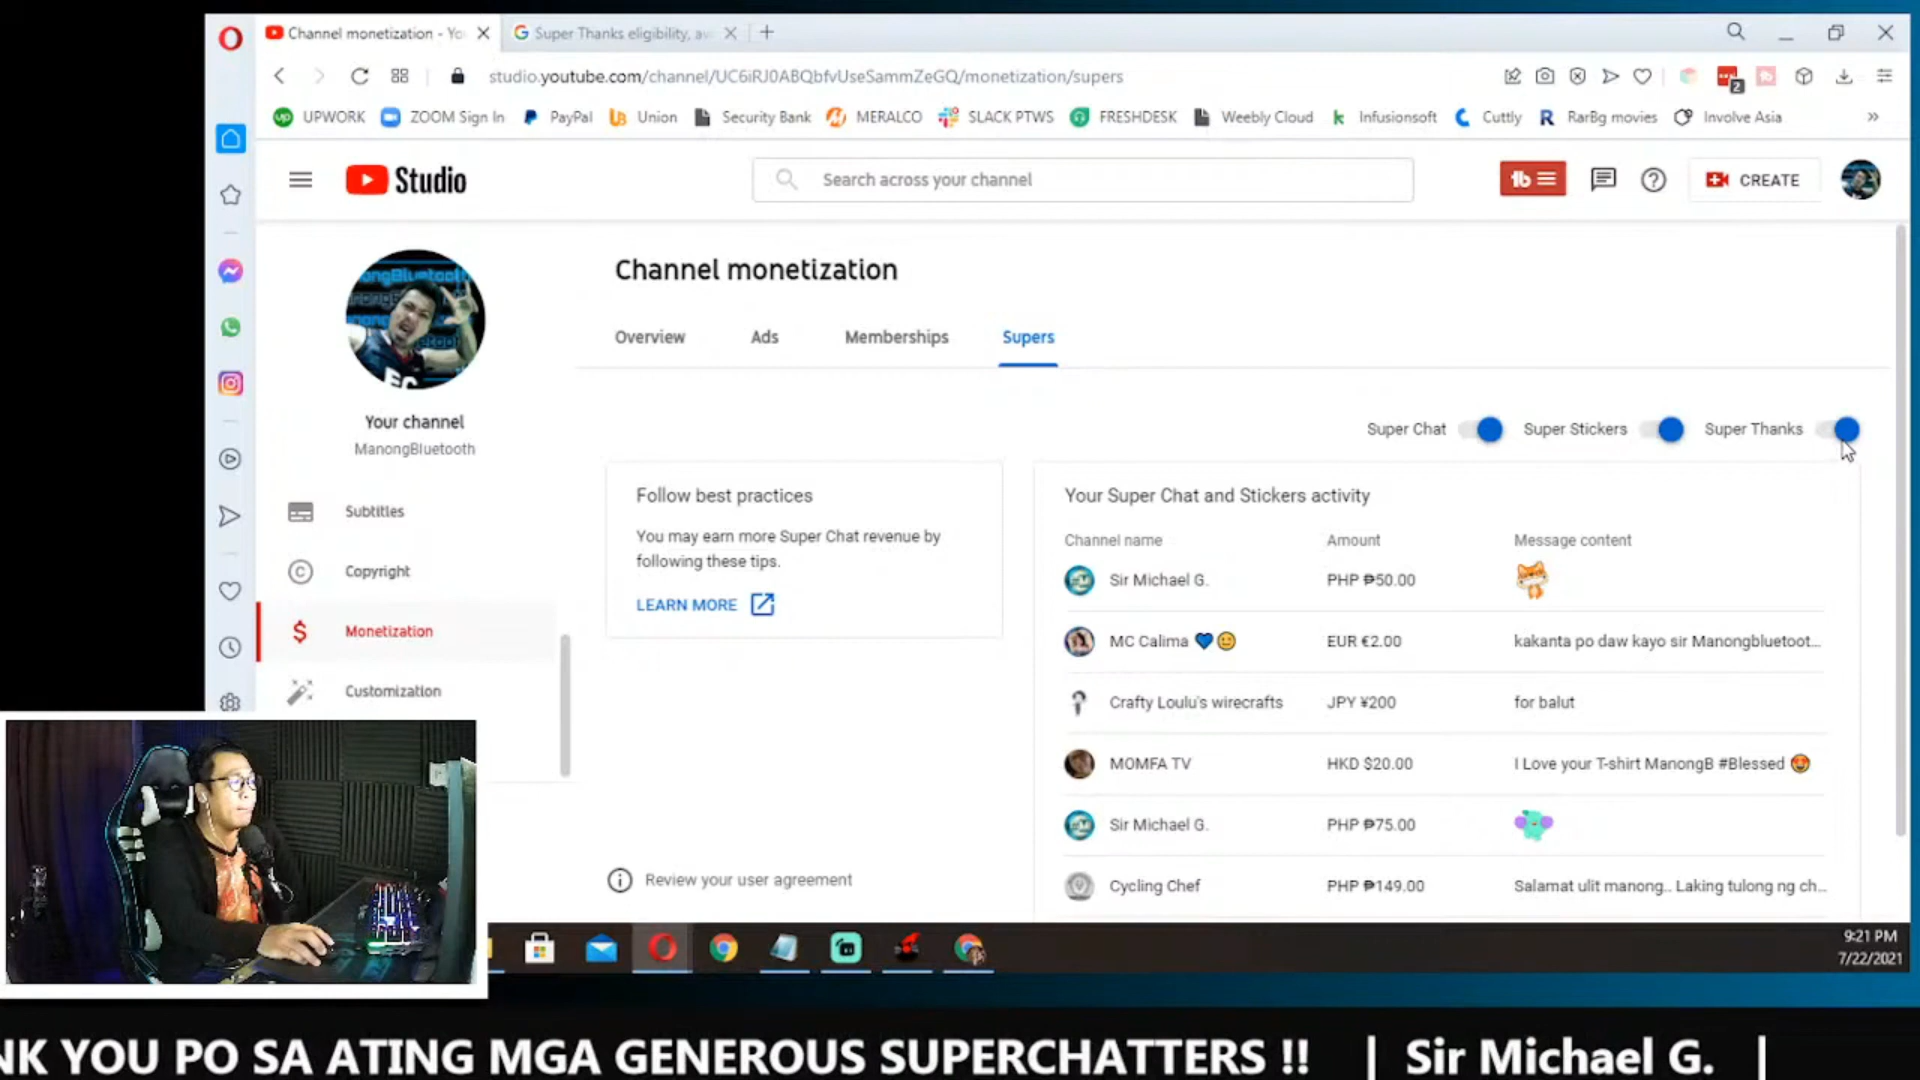 Channel monetization - Yo
Super Thanks eligibility, av
studio.youtube.com/channel/UC6iRJ0ABQbfvUseSammZeGQ/monetization/supers
2
UPWORK ZOOM Sign In PayPal Union Security Bank MERALCO SLACK PTWS FRESHDESK Weebly Cloud Infusionsoft Cuttly RarBg movies Involve Asia »
Studio
Search across your channel
CREATE
Your channel
ManongBluetooth
Subtitles
Copyright
Monetization
Customization
Channel monetization
Overview Ads Memberships Supers
Super Chat Super Stickers Super Thanks
Follow best practices
You may earn more Super Chat revenue by
following these tips.
LEARN MORE
Review your user agreement
Your Super Chat and Stickers activity
Channel name Amount Message content
Sir Michael G. PHP ₱50.00
MC Calima 💙🙂 EUR €2.00 kakanta po daw kayo sir Manongbluetoot...
Crafty Loulu's wirecrafts JPY ¥200 for balut
MOMFA TV HKD $20.00 I Love your T-shirt ManongB #Blessed 😍
Sir Michael G. PHP ₱75.00
Cycling Chef PHP ₱149.00 Salamat ulit manong.. Laking tulong ng ch...
9:21 PM
7/22/2021
NK YOU PO SA ATING MGA GENEROUS SUPERCHATTERS !! | Sir Michael G. |